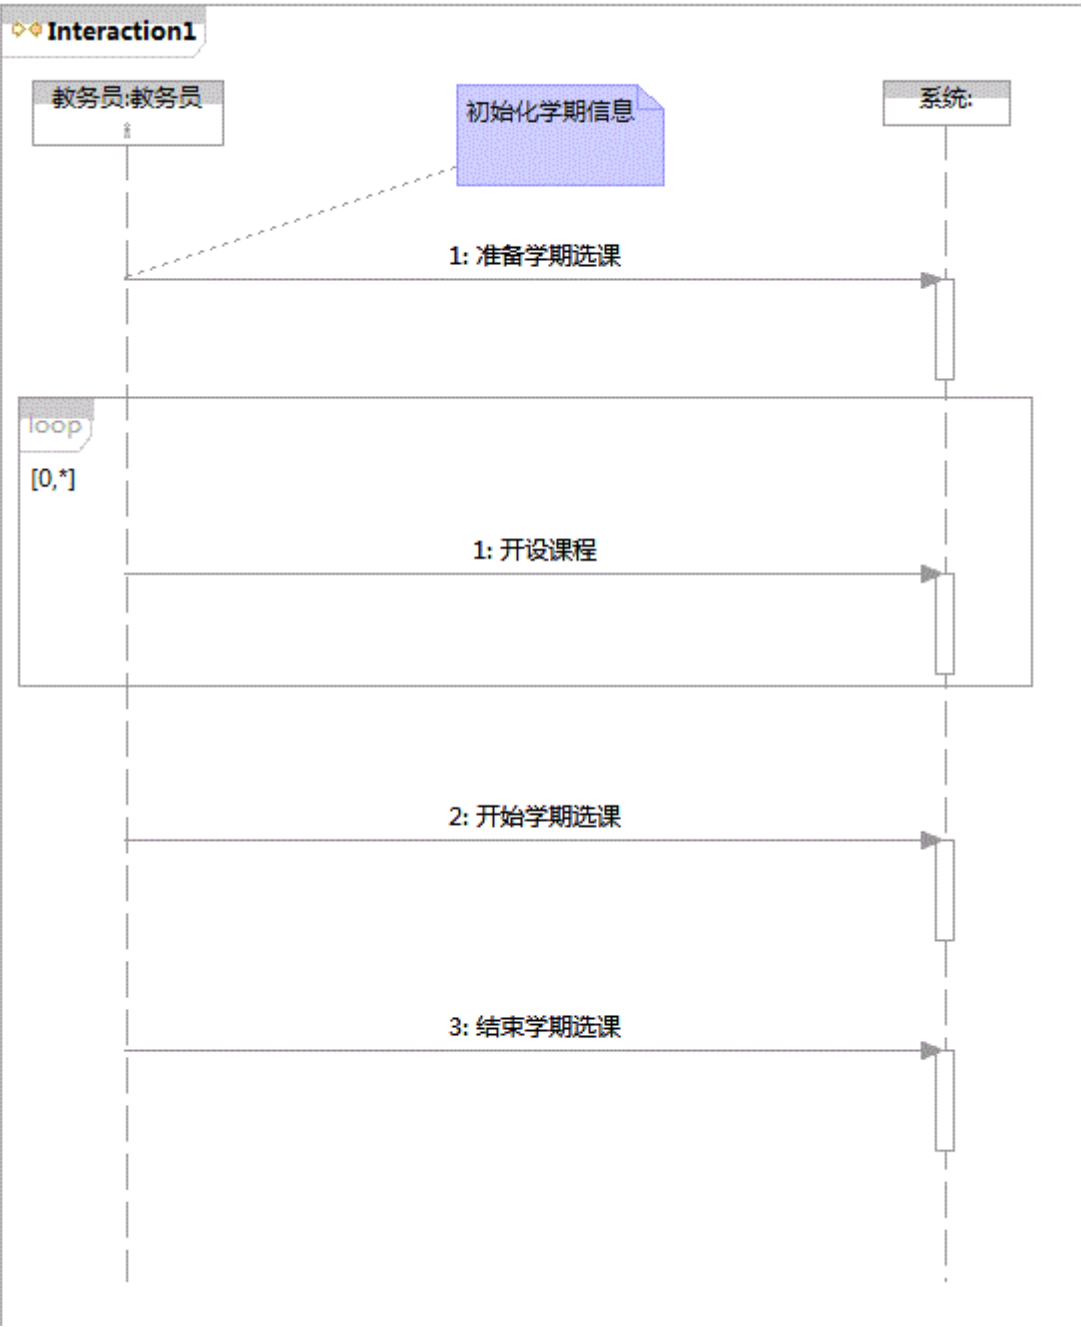 Interaction1
教务员:教务员
初始化学期信息
系统:
1: 准备学期选课
loop
[0,*]
1: 开设课程
2: 开始学期选课
3: 结束学期选课